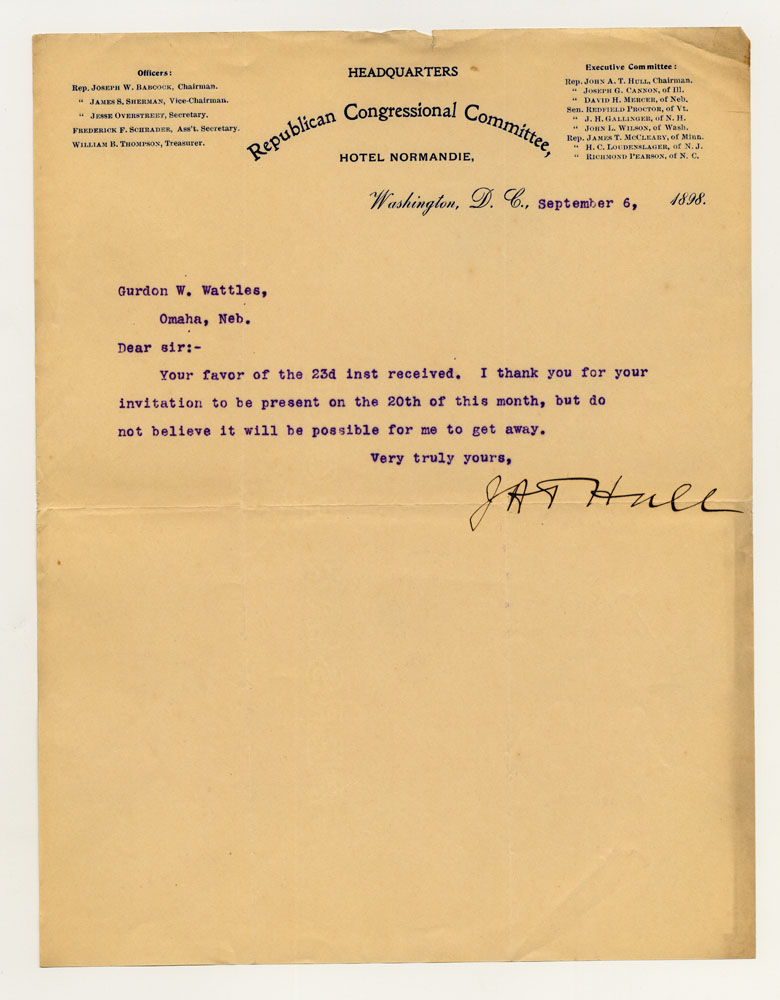 Officers:
Rep. JOSEPH W. BABCOCK, Chairman.
" JAMES S. SHERMAN, Vice-Chairman.
" JESSE OVERSTREET, Secretary.
FREDERICK F. SCHRADER, Ass't. Secretary.
WILLIAM B. THOMPSON, Treasurer.
HEADQUARTERS
Republican Congressional Committee,
HOTEL NORMANDIE,
Executive Committee:
Rep. JOHN A. T. HULL, Chairman.
" JOSEPH G. CANNON, of Ill.
" DAVID H. MERCER, of Neb.
Sen. REDFIELD PROCTOR, of Vt.
" J. H. GALLINGER, of N. H.
" JOHN L. WILSON, of Wash.
Rep. JAMES T. McCLEARY, of Minn.
" H. C. LOUDENSLAGER, of N. J.
" RICHMOND PEARSON, of N. C.
Washington, D. C., September 6, 1898.
Gurdon W. Wattles,
Omaha, Neb.
Dear sir:-
Your favor of the 23d inst received. I thank you for your
invitation to be present on the 20th of this month, but do
not believe it will be possible for me to get away.
Very truly yours,
JAT Hull